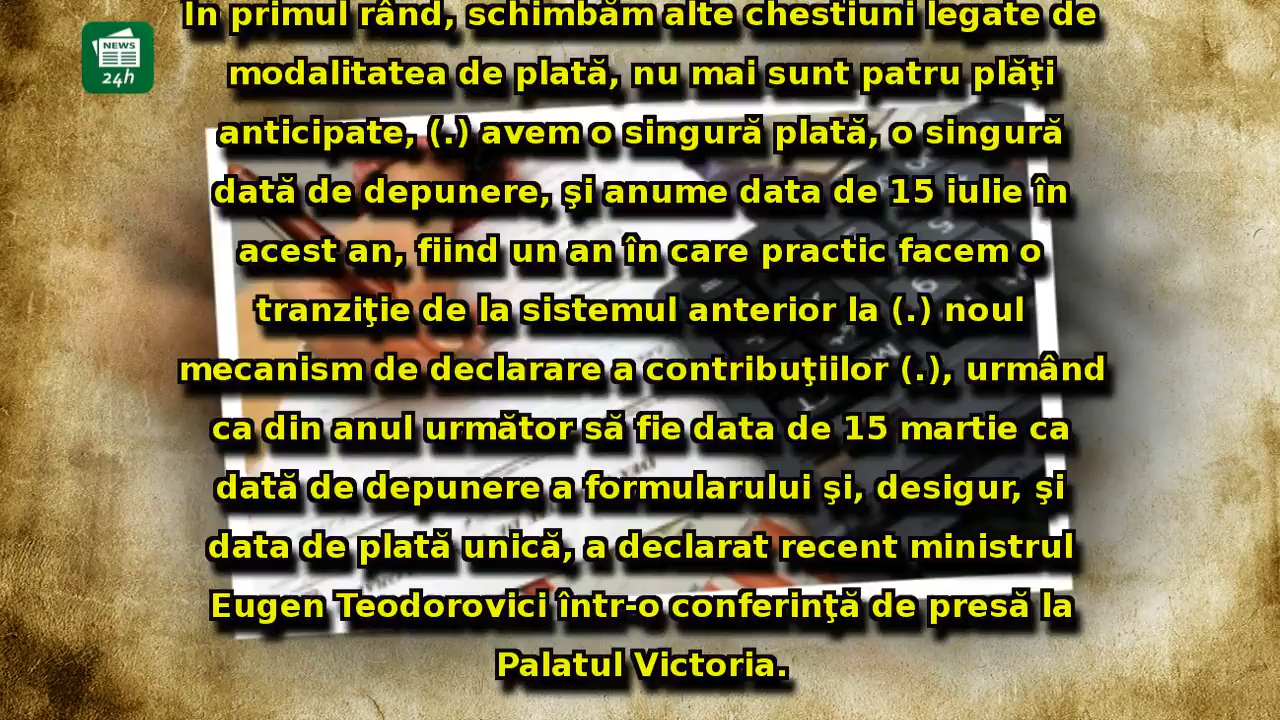 NEWS
24h
În primul rând, schimbăm alte chestiuni legate de
modalitatea de plată, nu mai sunt patru plăţi
anticipate, (.) avem o singură plată, o singură
dată de depunere, şi anume data de 15 iulie în
acest an, fiind un an în care practic facem o
tranziţie de la sistemul anterior la (.) noul
mecanism de declarare a contribuţiilor (.), urmând
ca din anul următor să fie data de 15 martie ca
dată de depunere a formularului şi, desigur, şi
data de plată unică, a declarat recent ministrul
Eugen Teodorovici într-o conferinţă de presă la
Palatul Victoria.